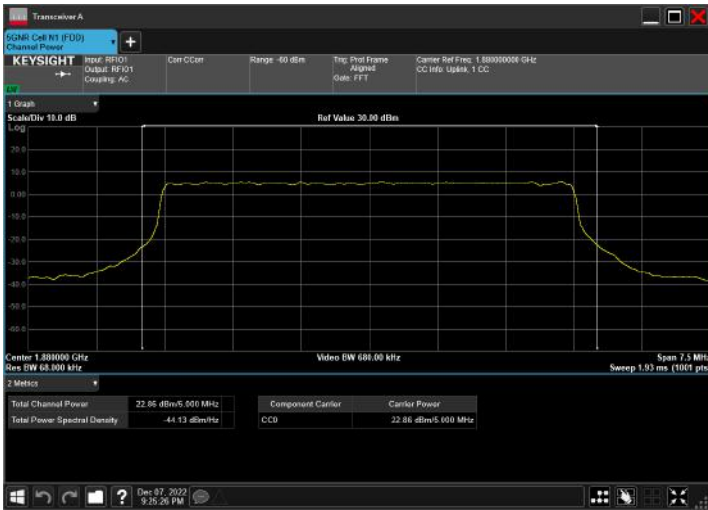 Transceiver A
5GNR Cell N1 (FDD)
Channel Power
KEYSIGHT
Input: RFIO1
Output: RFIO1
Coupling: AC
Corr CCorr
Range: -60 dBm
Trig: Prot Frame
Aligned
Gate: FFT
Carrier Ref Freq: 1.880000000 GHz
CC Info: Uplink, 1 CC
1 Graph
Scale/Div 10.0 dB
Ref Value 30.00 dBm
Log
20.0
10.0
0.00
-10.0
-20.0
-30.0
-40.0
-50.0
-60.0
Center 1.880000 GHz
Video BW 680.00 kHz
Span 7.5 MHz
Res BW 68.000 kHz
Sweep 1.93 ms (1001 pts
2 Metrics
Total Channel Power 22.86 dBm/5.000 MHz
Total Power Spectral Density -44.13 dBm/Hz
Component Carrier Carrier Power
CC0 22.86 dBm/5.000 MHz
?
Dec 07, 2022
9:25:26 PM